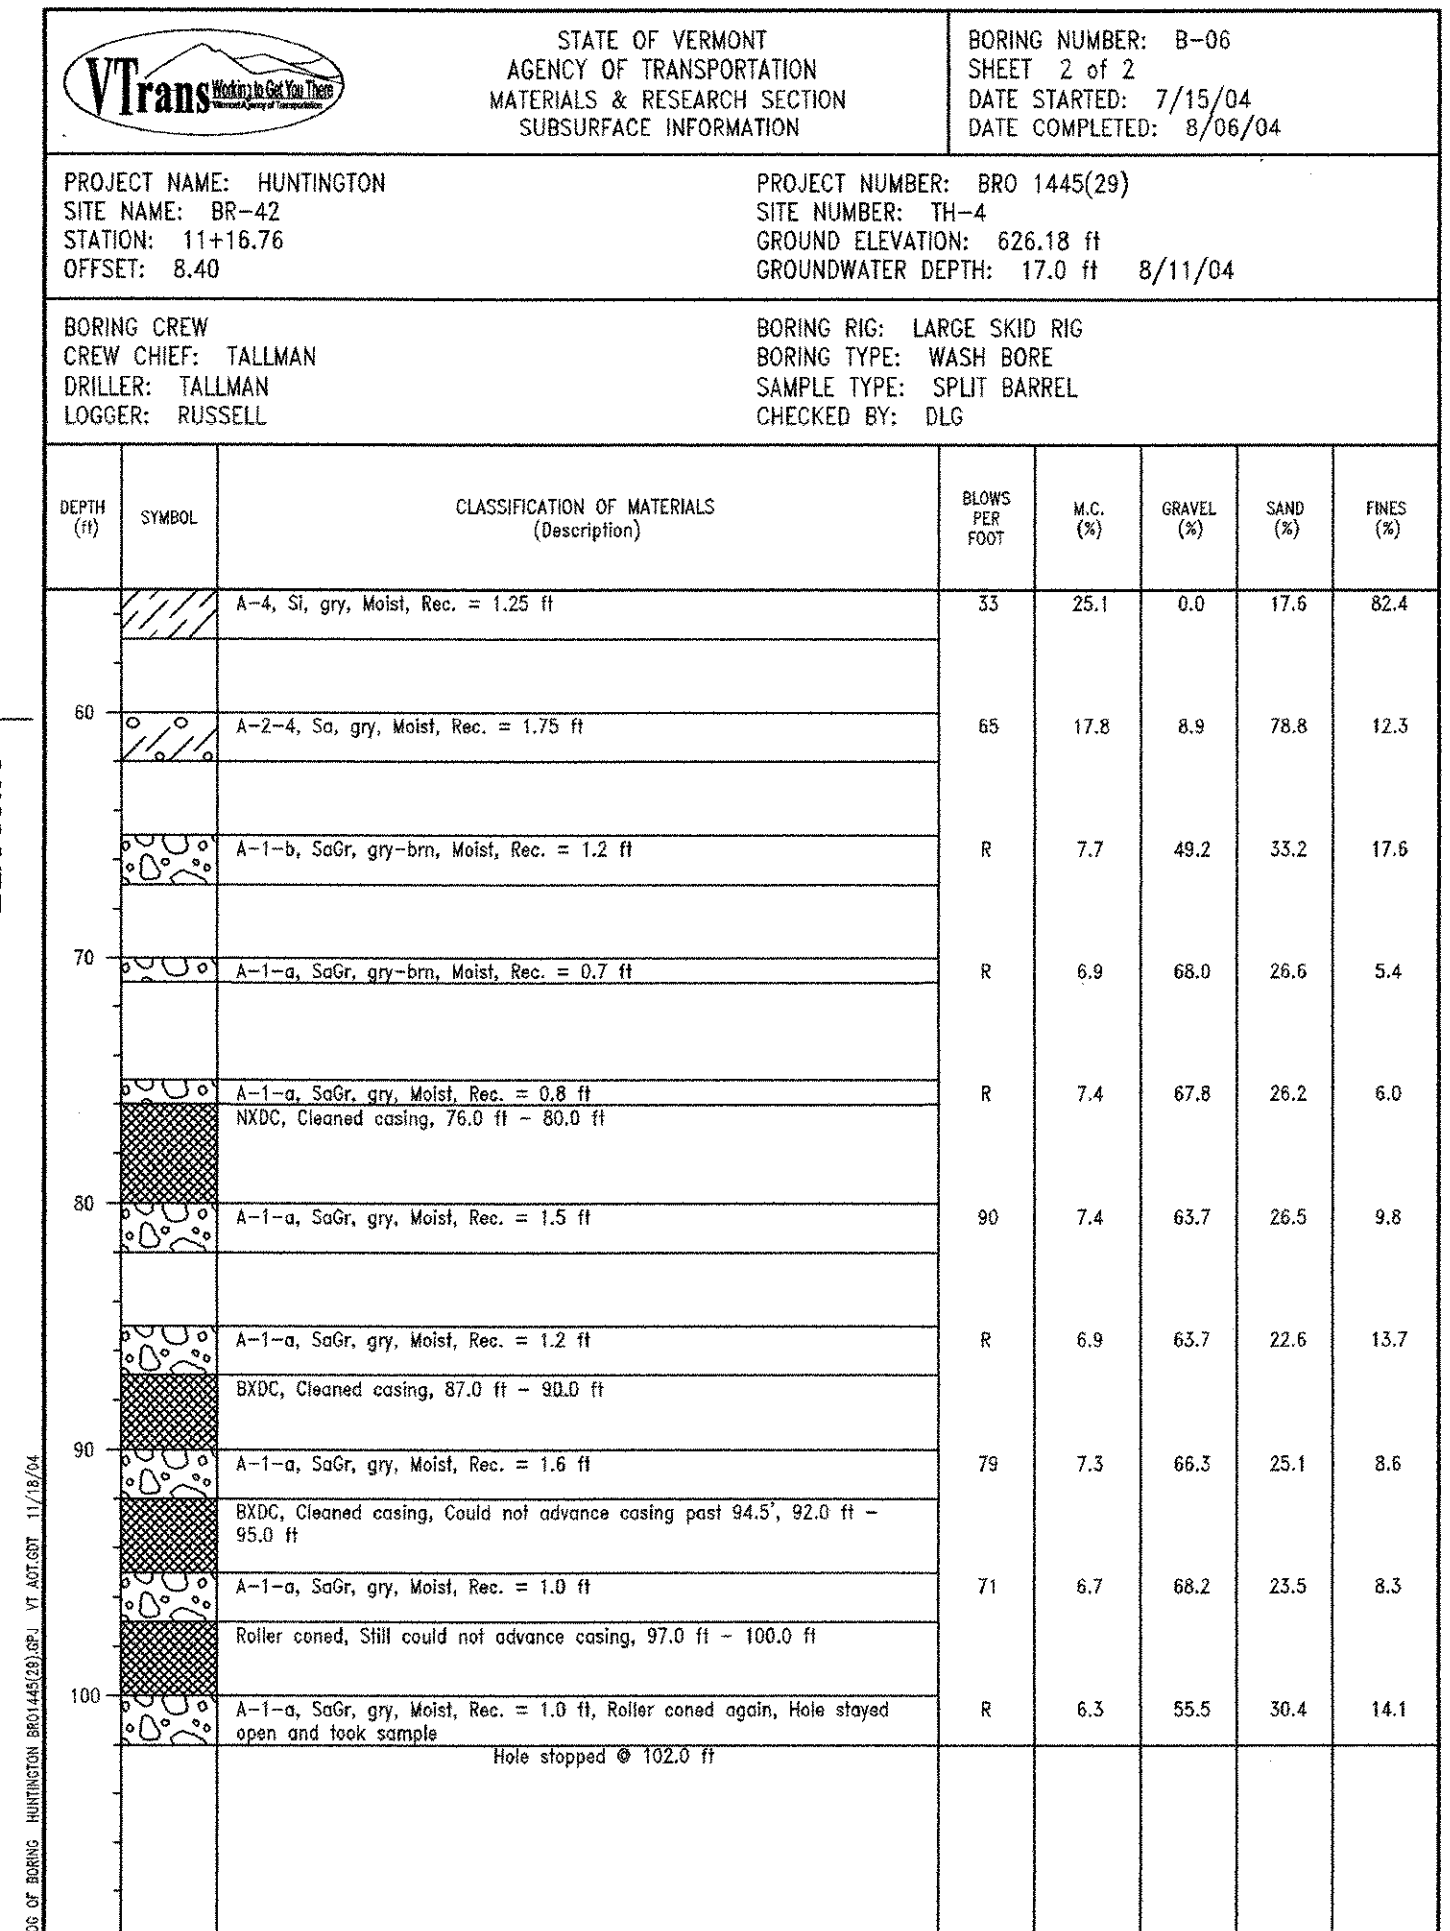 VTrans Working to Get You There
Vermont Agency of Transportation
STATE OF VERMONT
AGENCY OF TRANSPORTATION
MATERIALS & RESEARCH SECTION
SUBSURFACE INFORMATION
BORING NUMBER: B-06
SHEET 2 of 2
DATE STARTED: 7/15/04
DATE COMPLETED: 8/06/04
PROJECT NAME: HUNTINGTON
SITE NAME: BR-42
STATION: 11+16.76
OFFSET: 8.40
PROJECT NUMBER: BRO 1445(29)
SITE NUMBER: TH-4
GROUND ELEVATION: 626.18 ft
GROUNDWATER DEPTH: 17.0 ft 8/11/04
BORING CREW
CREW CHIEF: TALLMAN
DRILLER: TALLMAN
LOGGER: RUSSELL
BORING RIG: LARGE SKID RIG
BORING TYPE: WASH BORE
SAMPLE TYPE: SPLIT BARREL
CHECKED BY: DLG
DEPTH
(ft)
SYMBOL
CLASSIFICATION OF MATERIALS
(Description)
BLOWS
PER
FOOT
M.C.
(%)
GRAVEL
(%)
SAND
(%)
FINES
(%)
A-4, Si, gry, Moist, Rec. = 1.25 ft 33 25.1 0.0 17.6 82.4
60 A-2-4, Sa, gry, Moist, Rec. = 1.75 ft 65 17.8 8.9 78.8 12.3
A-1-b, SaGr, gry-brn, Moist, Rec. = 1.2 ft R 7.7 49.2 33.2 17.6
70 A-1-a, SaGr, gry-brn, Moist, Rec. = 0.7 ft R 6.9 68.0 26.6 5.4
A-1-a, SaGr, gry, Moist, Rec. = 0.8 ft R 7.4 67.8 26.2 6.0
NXDC, Cleaned casing, 76.0 ft - 80.0 ft
80 A-1-a, SaGr, gry, Moist, Rec. = 1.5 ft 90 7.4 63.7 26.5 9.8
A-1-a, SaGr, gry, Moist, Rec. = 1.2 ft R 6.9 63.7 22.6 13.7
BXDC, Cleaned casing, 87.0 ft - 90.0 ft
90 A-1-a, SaGr, gry, Moist, Rec. = 1.6 ft 79 7.3 66.3 25.1 8.6
BXDC, Cleaned casing, Could not advance casing past 94.5', 92.0 ft -
95.0 ft
A-1-a, SaGr, gry, Moist, Rec. = 1.0 ft 71 6.7 68.2 23.5 8.3
Roller coned, Still could not advance casing, 97.0 ft - 100.0 ft
100 A-1-a, SaGr, gry, Moist, Rec. = 1.0 ft, Roller coned again, Hole stayed R 6.3 55.5 30.4 14.1
open and took sample
Hole stopped @ 102.0 ft
OF BORING HUNTINGTON BRO1445(29).GPJ VT AOT.GDT 11/18/04